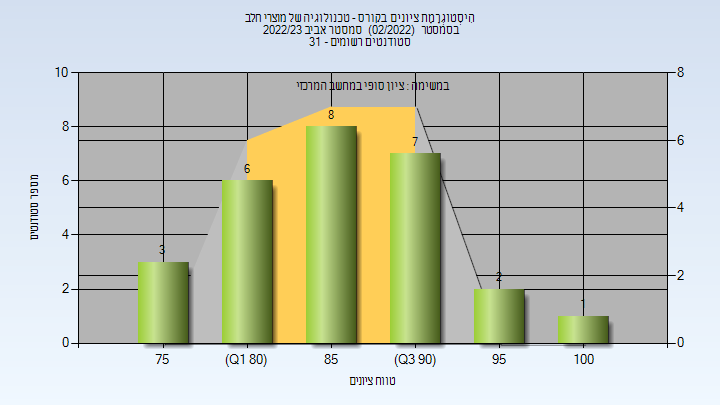 היסטוגרמת ציונים בקורס - טכנולוגיה של מוצרי חלב
בסמסטר (02/2022) סמסטר אביב 2022/23
סטודנטים רשומים - 31
במשימה : ציון סופי במחשב המרכזי
10
8
6
4
2
0
8
6
4
2
0
3
6
8
7
2
1
75
(Q1 80)
85
(Q3 90)
95
100
מספר סטודנטים
טווח ציונים